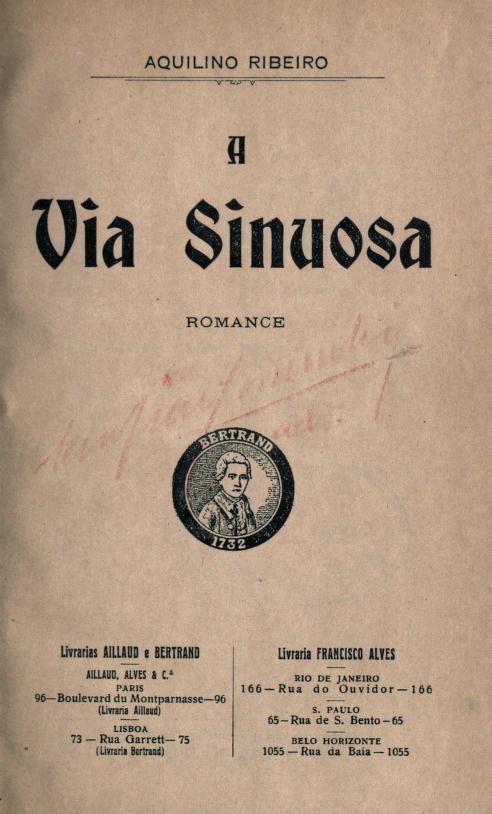 AQUILINO RIBEIRO
A
Via Sinuosa
ROMANCE
BERTRAND
1732
Livrarias AILLAUD e BERTRAND
AILLAUD, ALVES & C.ª
PARIS
96—Boulevard du Montparnasse—96
(Livraria Aillaud)
LISBOA
73 — Rua Garrett— 75
(Livraria Bertrand)
Livraria FRANCISCO ALVES
RIO DE JANEIRO
166—Rua do Ouvidor—166
S. PAULO
65—Rua de S. Bento—65
BELO HORIZONTE
1055—Rua da Baía—1055